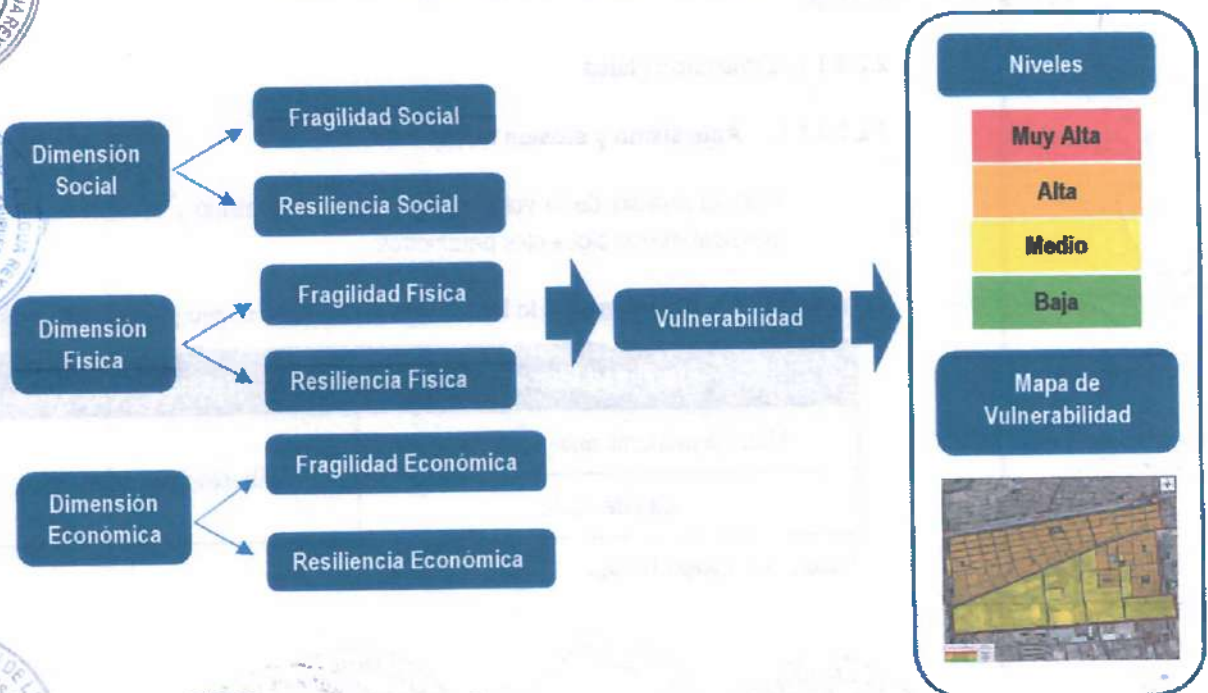 Dimensión
Social
Fragilidad Social
Resiliencia Social
Dimensión
Física
Fragilidad Física
Resiliencia Física
Dimensión
Económica
Fragilidad Económica
Resiliencia Económica
Vulnerabilidad
Niveles
Muy Alta
Alta
Medio
Baja
Mapa de
Vulnerabilidad